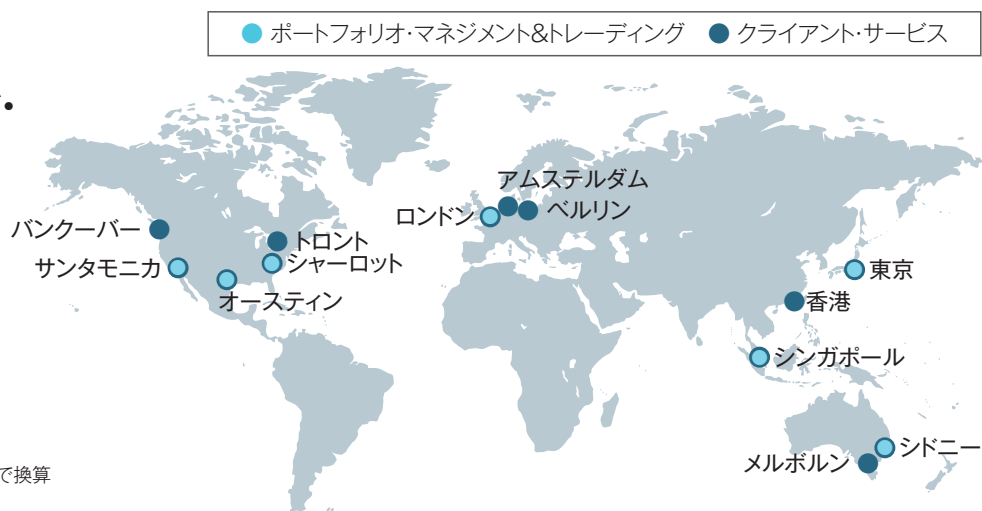 ポートフォリオ・マネジメント&トレーディング
クライアント・サービス
アムステルダム
ロンドン
ベルリン
バンクーバー
トロント
サンタモニカ
シャーロット
オースティン
東京
香港
シンガポール
シドニー
メルボルン
で換算